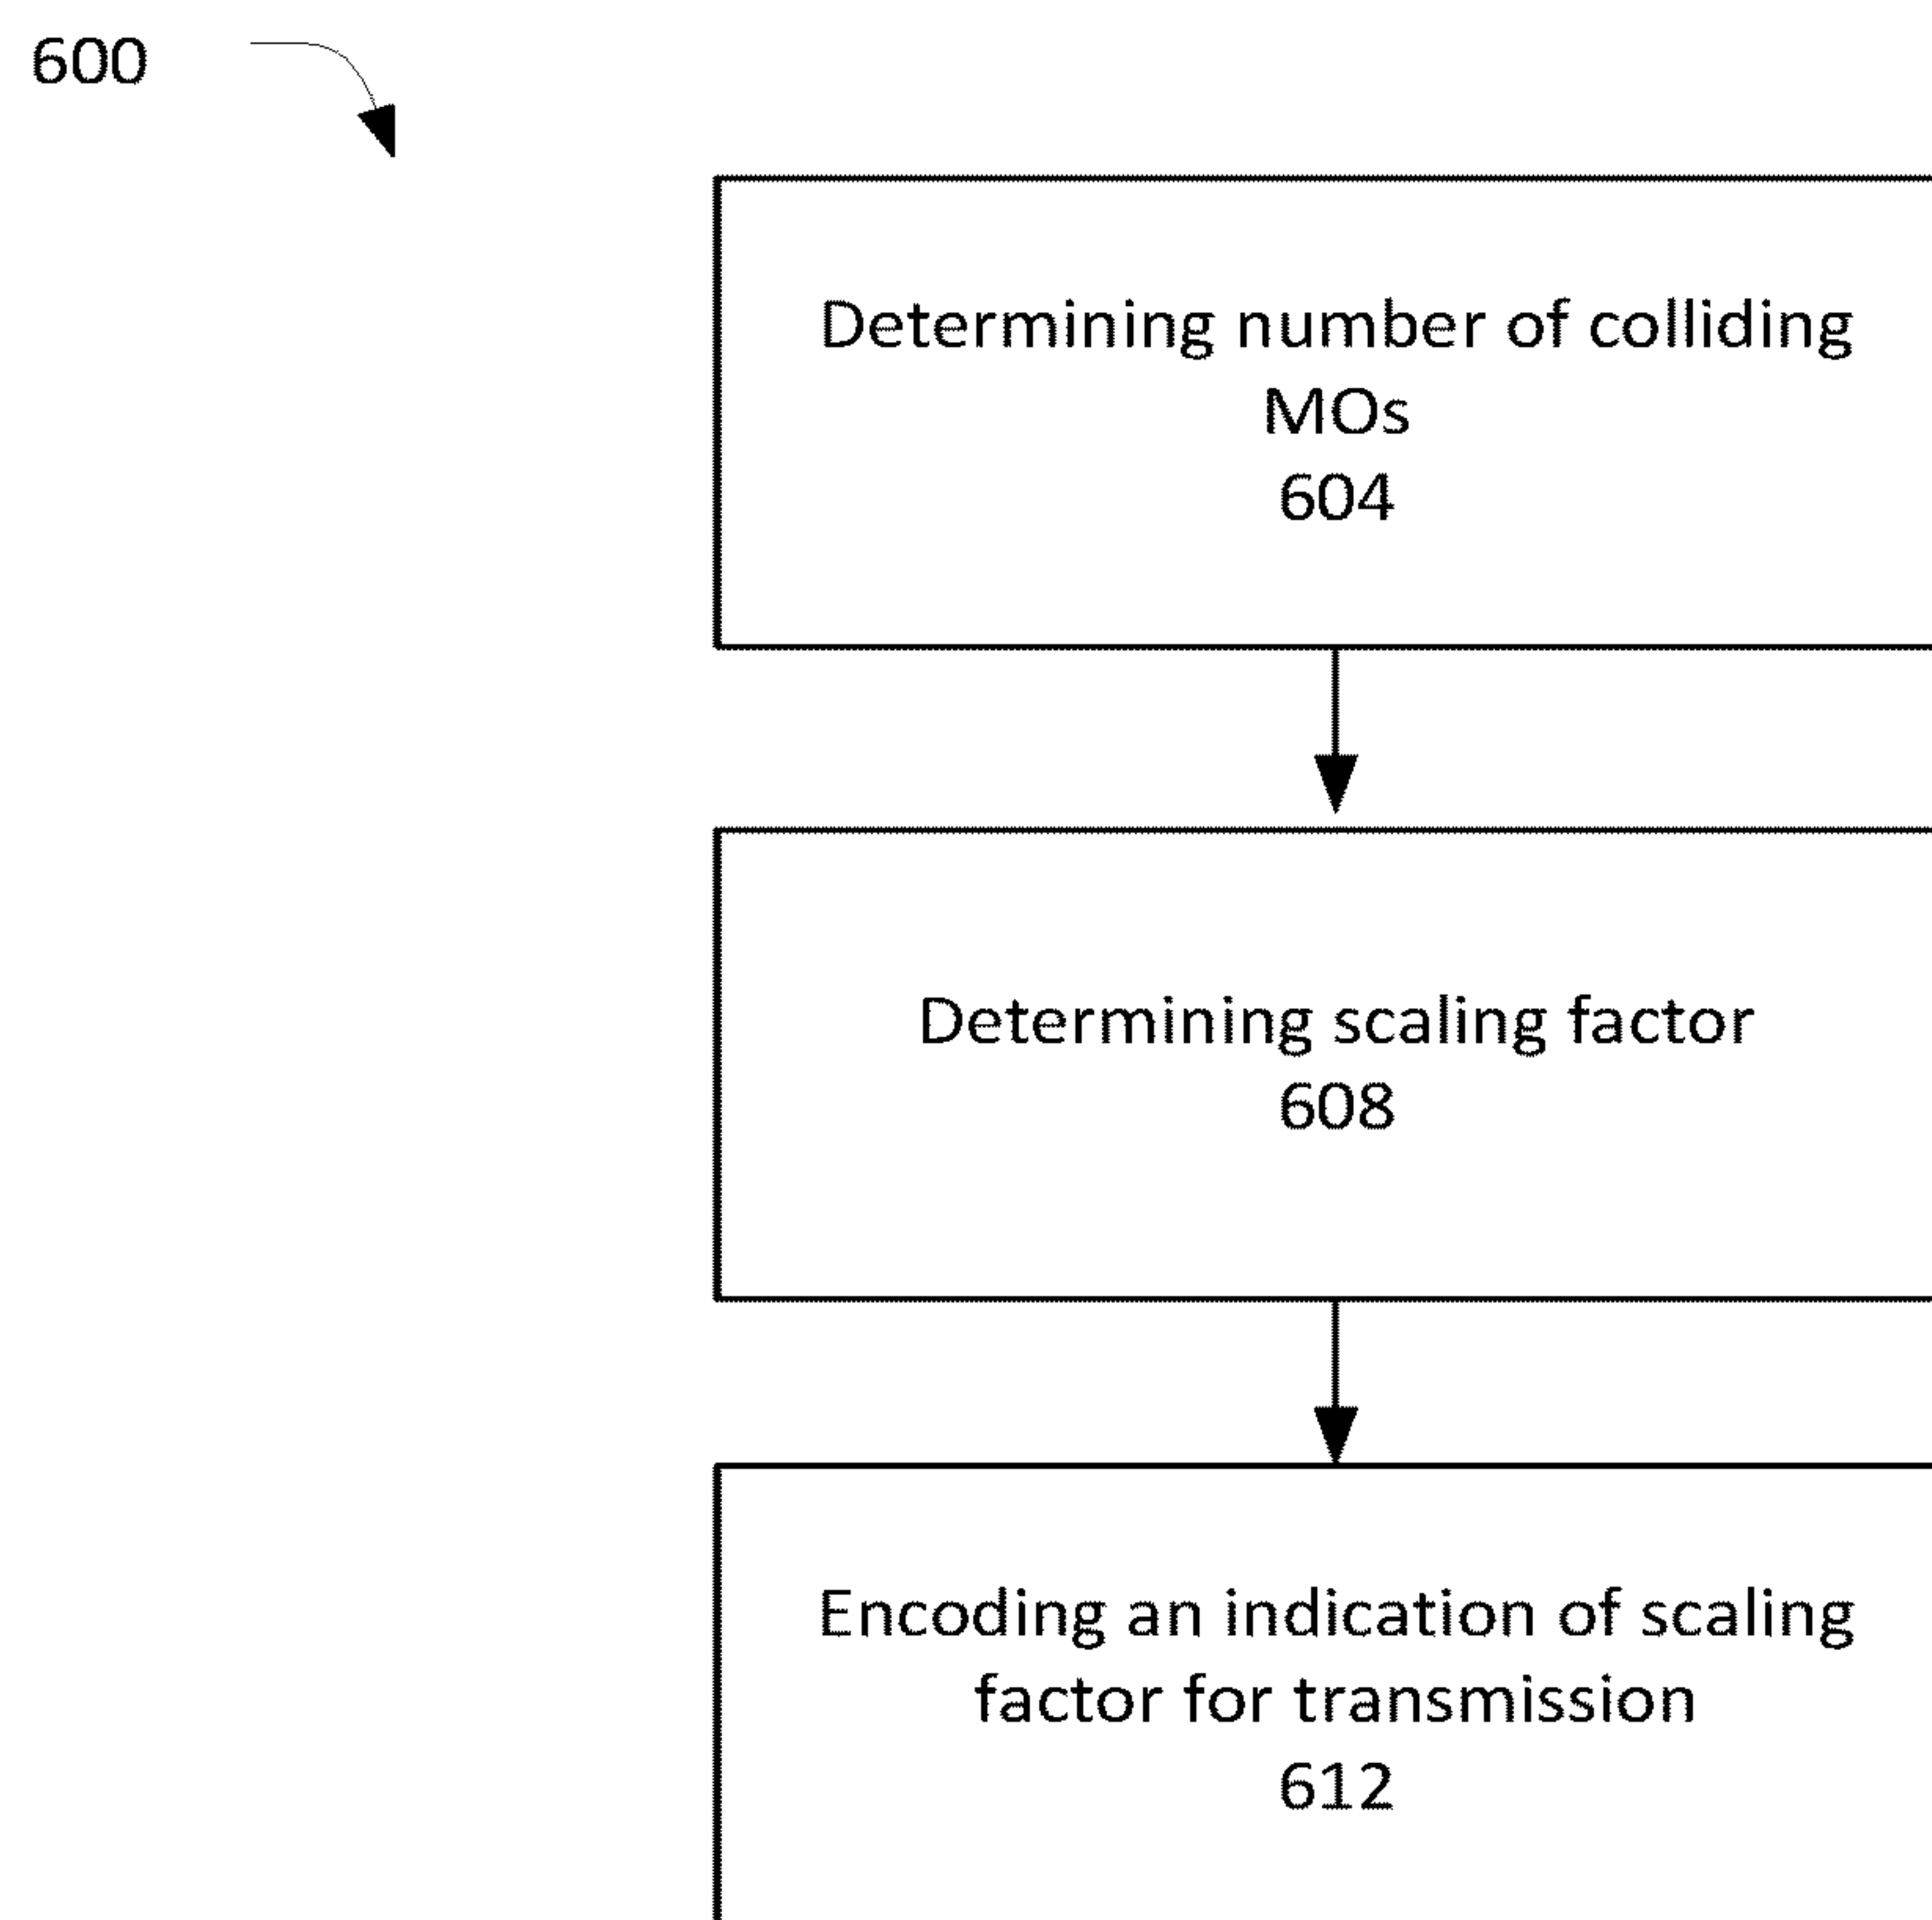 600
Determining number of colliding
MOs
604
Determining scaling factor
608
Encoding an indication of scaling
factor for transmission
612